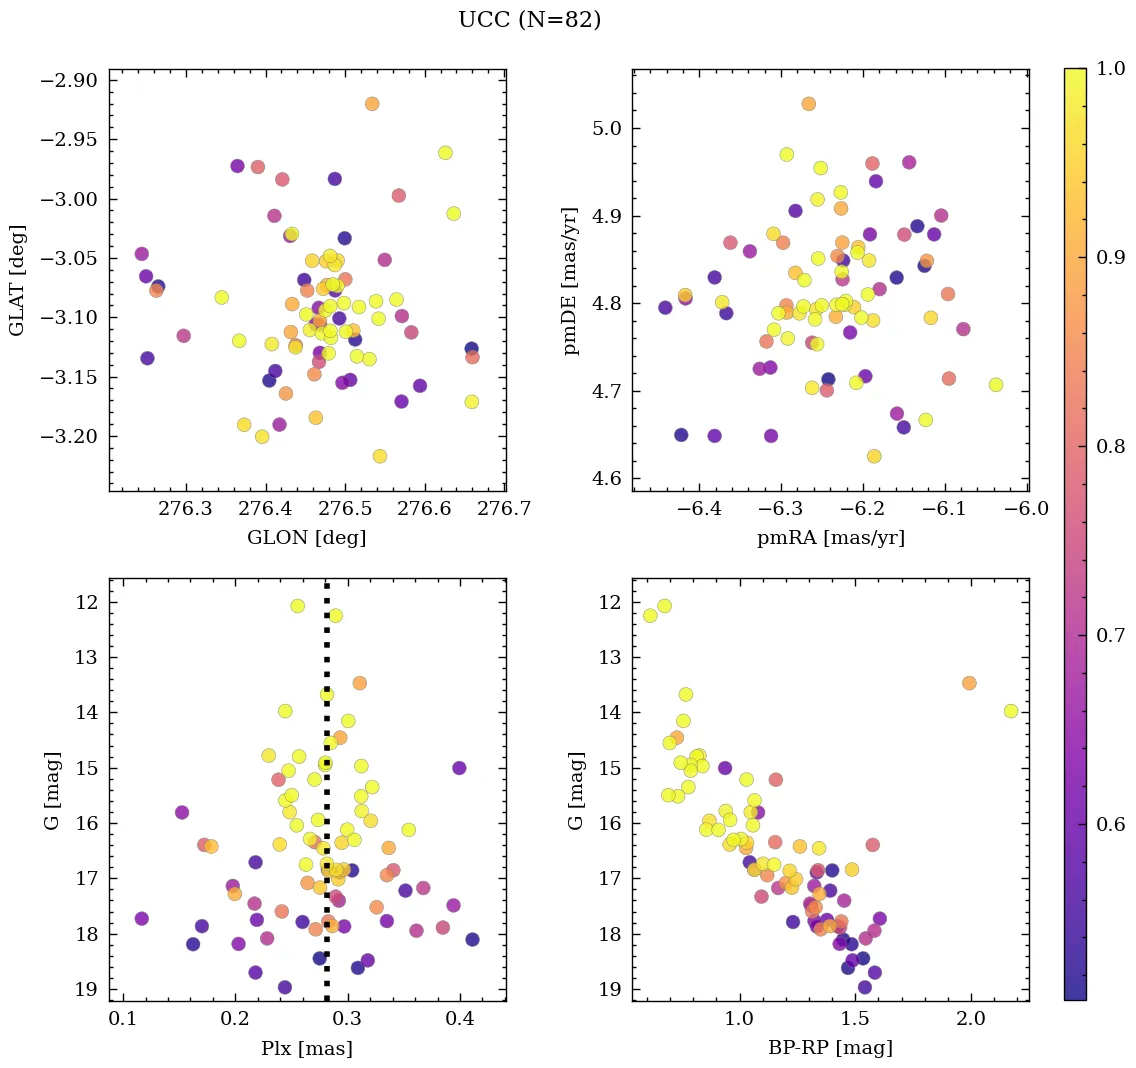 UCC (N=82)
−2.90
−2.95
−3.00
−3.05
−3.10
−3.15
−3.20
GLAT [deg]
276.3 276.4 276.5 276.6 276.7
GLON [deg]
5.0
4.9
4.8
4.7
4.6
pmDE [mas/yr]
−6.4 −6.3 −6.2 −6.1 −6.0
pmRA [mas/yr]
1.0
0.9
0.8
0.7
0.6
12
13
14
15
16
17
18
19
G [mag]
0.1 0.2 0.3 0.4
Plx [mas]
12
13
14
15
16
17
18
19
G [mag]
1.0 1.5 2.0
BP-RP [mag]